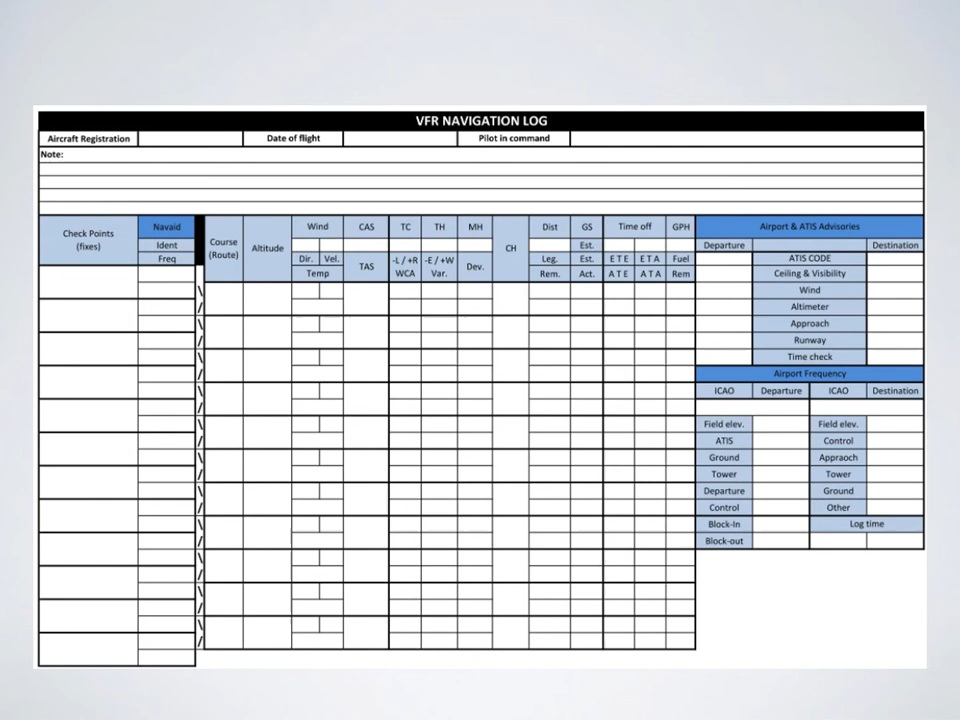 VFR NAVIGATION LOG
Aircraft Registration Date of flight Pilot in command
Note:
Check Points Navaid Course Altitude Wind CAS TC TH MH CH Dist GS Time off GPH Airport & ATIS Advisories
(fixes) Ident (Route) Est. Departure Destination
Freq Dir. Vel. TAS -L / +R -E / +W Dev. Leg. Est. E T E E T A Fuel ATIS CODE
Temp WCA Var. Rem. Act. A T E A T A Rem Ceiling & Visibility
\ Wind
/ Altimeter
\ Approach
/ Runway
\ Time check
/ Airport Frequency
\ ICAO Departure ICAO Destination
/
\ Field elev. Field elev.
/ ATIS Control
\ Ground Appraoch
/ Tower Tower
\ Departure Ground
/ Control Other
\ Block-In Log time
/ Block-out
\
/
\
/
\
/